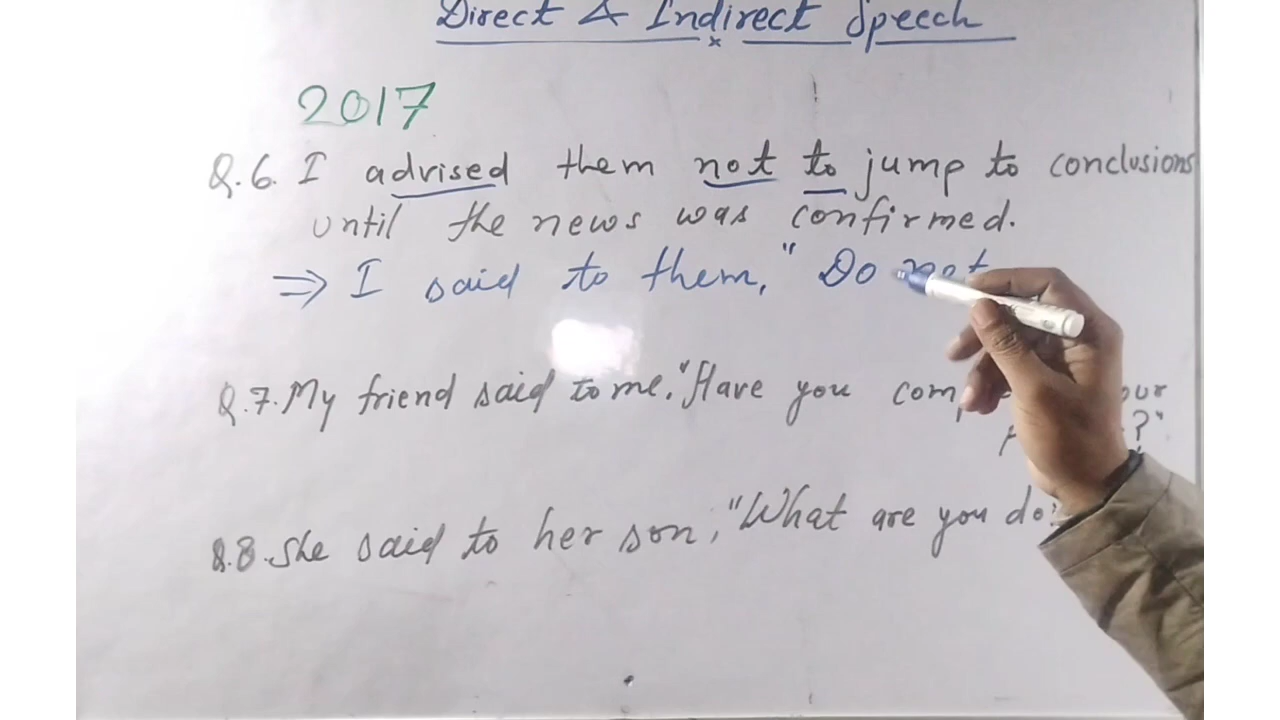 Direct & Indirect Speech
2017
Q.6. I advised them not to jump to conclusions
until the news was confirmed.
⇒ I said to them, "Do not
Q.7. My friend said to me, "Have you
?"
Q.8. She said to her son, "What are you